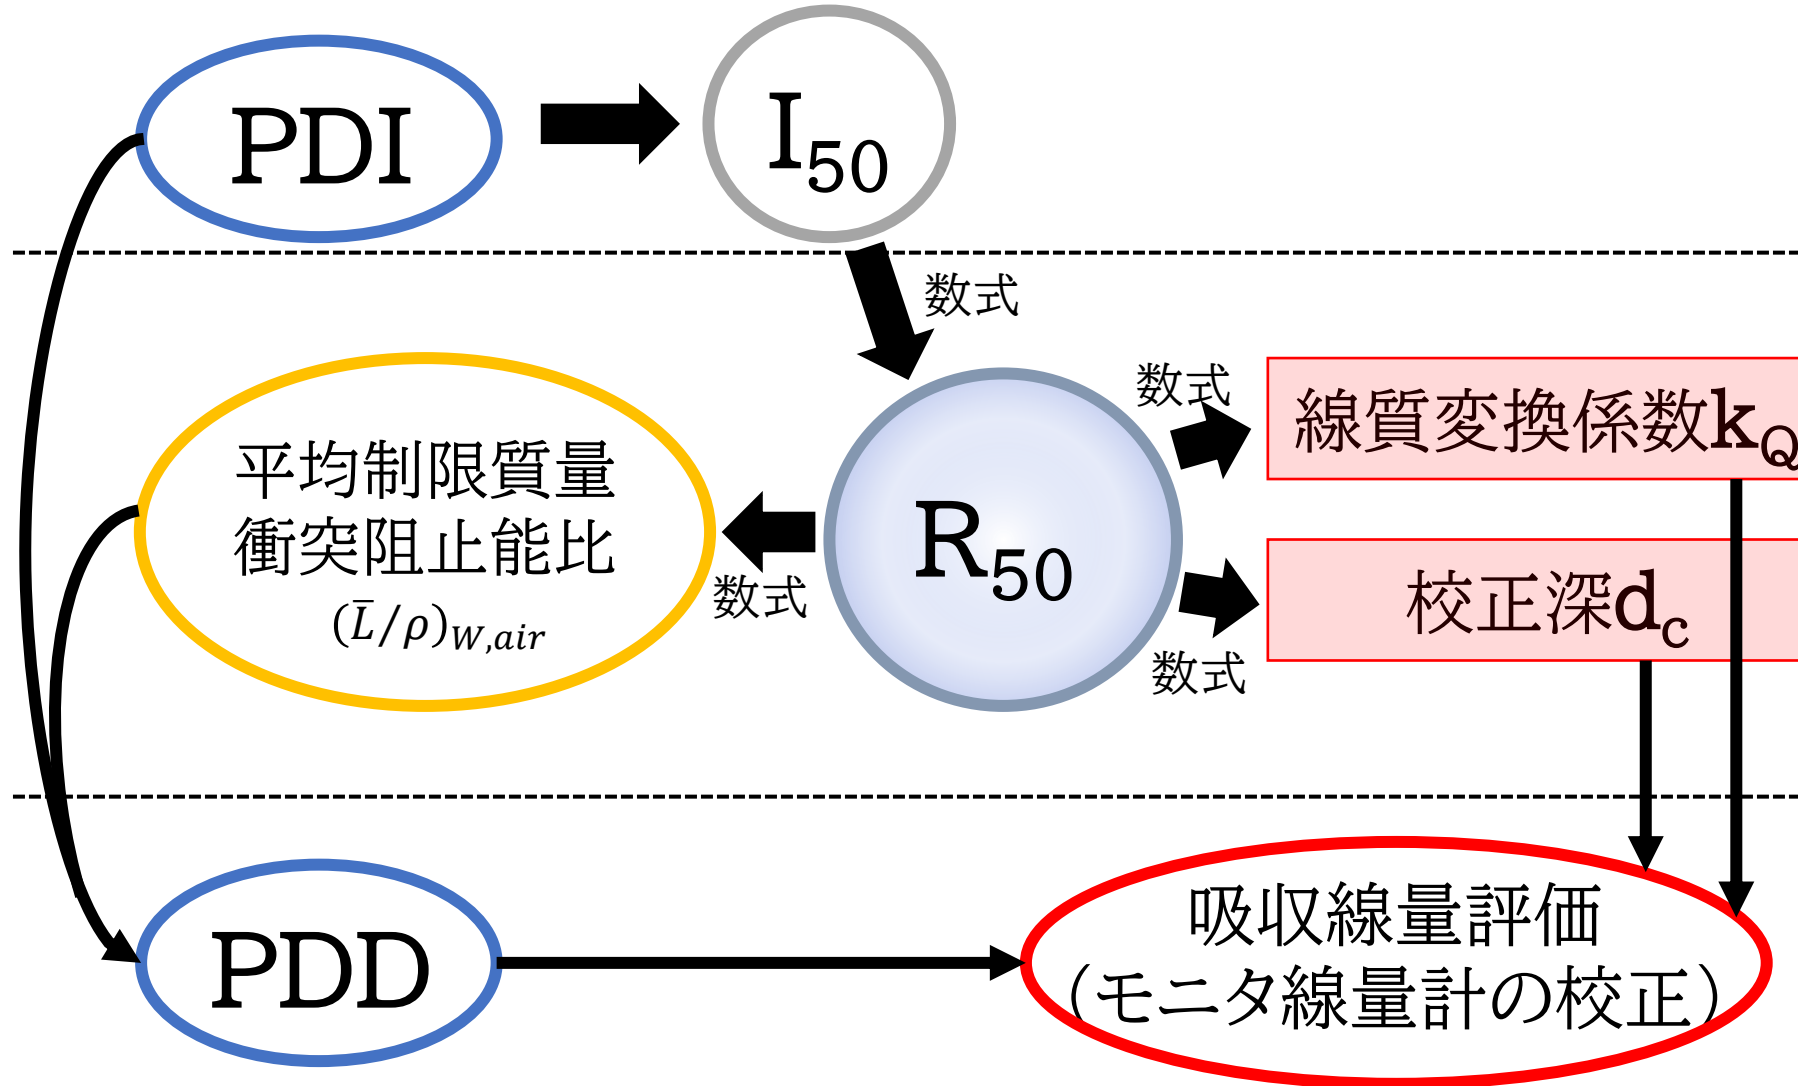 PDI
I50
数式
数式
線質変換係数kQ
平均制限質量
衝突阻止能比
(L̄/ρ)W,air
数式
R50
校正深dc
数式
PDD
吸収線量評価
（モニタ線量計の校正）